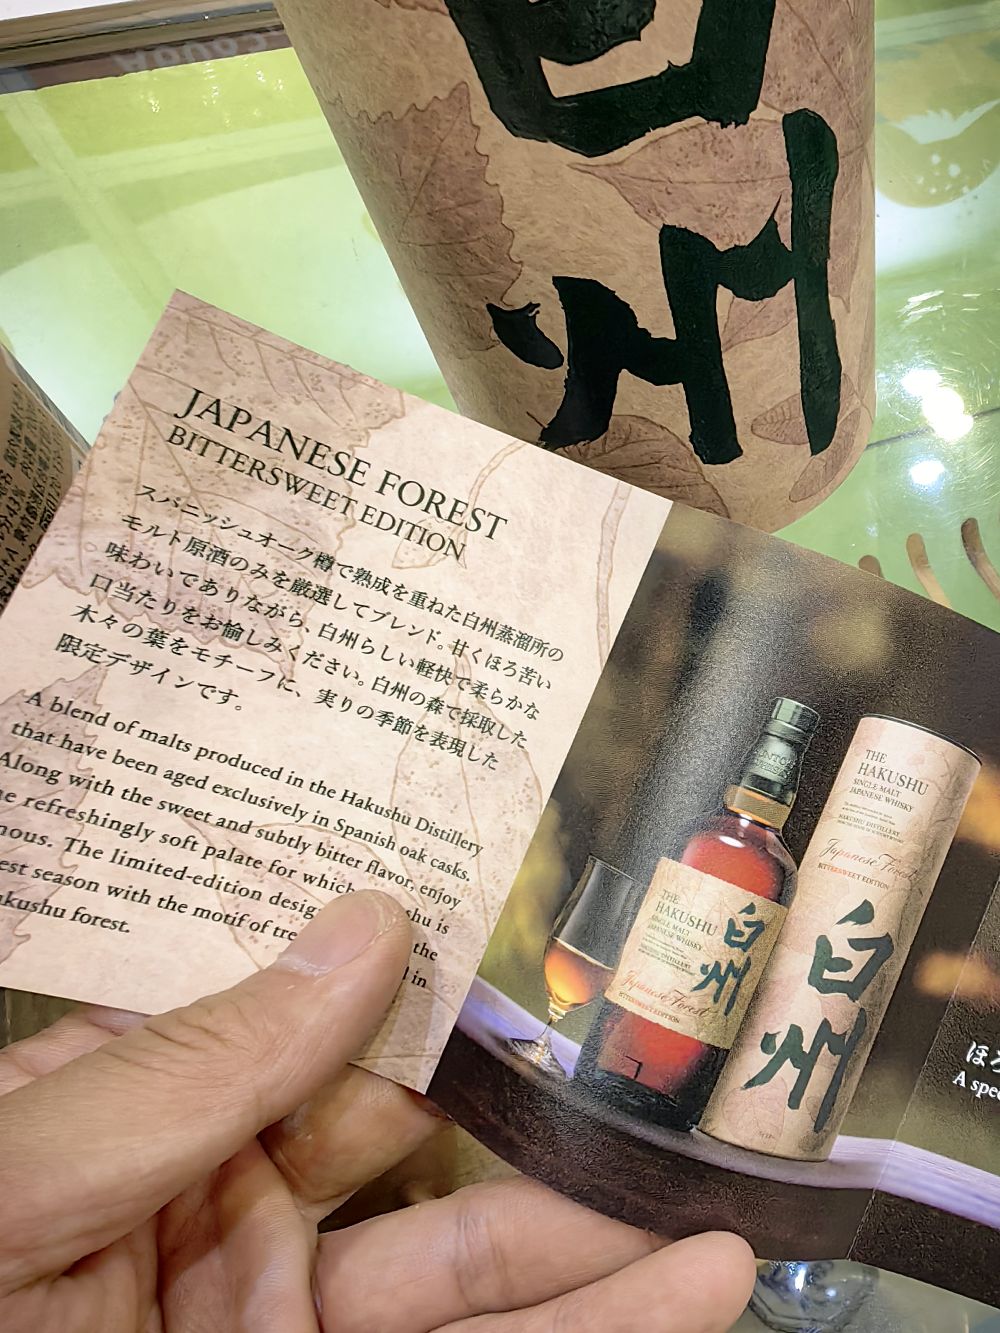 白
州
JAPANESE FOREST
BITTERSWEET EDITION
スパニッシュオーク樽で熟成を重ねた白州蒸溜所の
モルト原酒のみを厳選してブレンド。甘くほろ苦い
味わいでありながら、白州らしい軽快で柔らかな
口当たりをお愉しみください。白州の森で採取した
木々の葉をモチーフに、実りの季節を表現した
限定デザインです。
A blend of malts produced in the Hakushu Distillery
that have been aged exclusively in Spanish oak casks.
Along with the sweet and subtly bitter flavor, enjoy
refreshingly soft palate for which
The limited-edition is
season with the motif of the
forest. in
THE
HAKUSHU
SINGLE MALT
JAPANESE WHISKY
Japanese Forest
BITTERSWEET EDITION
白州
THE
HAKUSHU
SINGLE MALT
JAPANESE WHISKY
HAKUSHU DISTILLERY
Japanese Forest
BITTERSWEET EDITION
白州